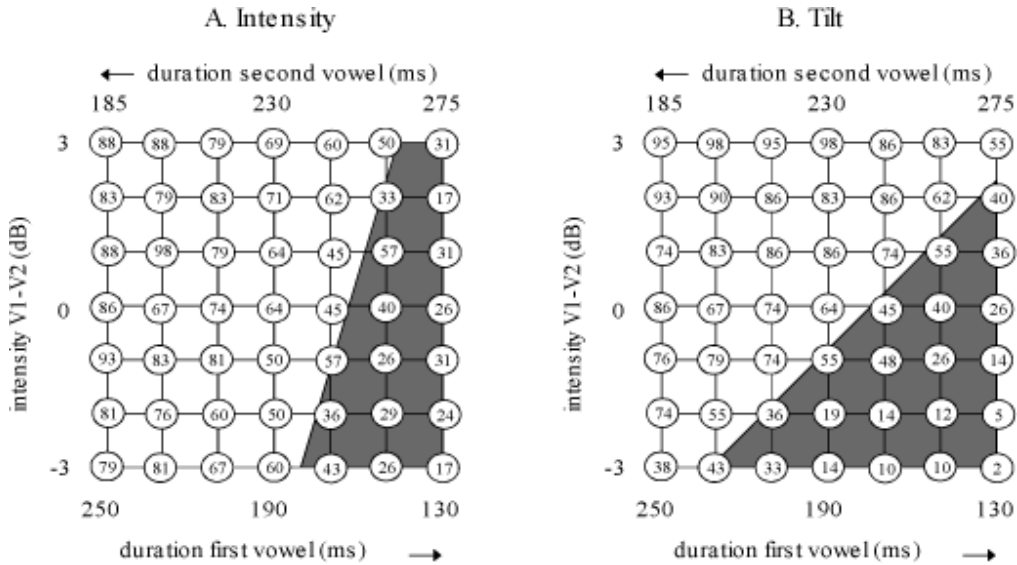 A. Intensity
← duration second vowel (ms)
185 230 275
3 88 88 79 69 60 50 31
83 79 83 71 62 33 17
88 98 79 64 45 57 31
0 86 67 74 64 45 40 26
93 83 81 50 57 26 31
81 76 60 50 36 29 24
-3 79 81 67 60 43 26 17
250 190 130
duration first vowel (ms) →
intensity V1-V2 (dB)
B. Tilt
← duration second vowel (ms)
185 230 275
3 95 98 95 98 86 83 55
93 90 86 83 86 62 40
74 83 86 86 74 55 36
0 86 67 74 64 45 40 26
76 79 74 55 48 26 14
74 55 36 19 14 12 5
-3 38 43 33 14 10 10 2
250 190 130
duration first vowel (ms) →
intensity V1-V2 (dB)